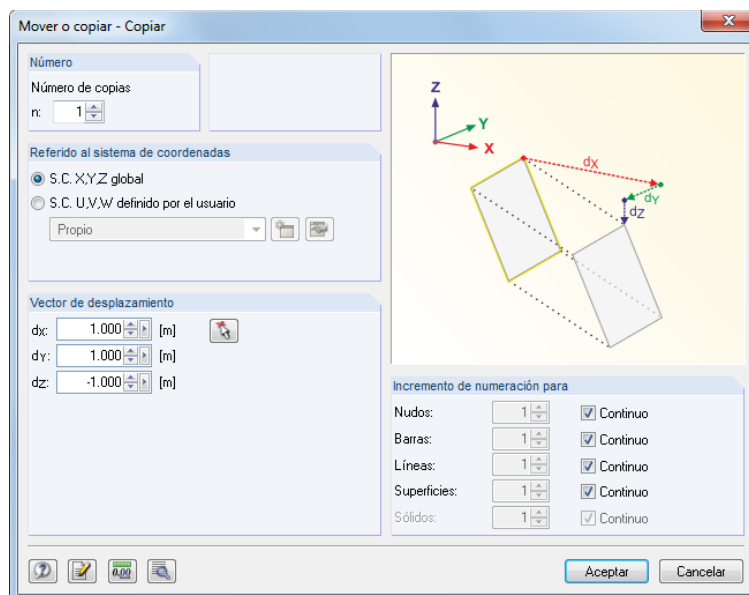 Mover o copiar - Copiar
Número
Número de copias
n: 1
Referido al sistema de coordenadas
S.C. X,Y,Z global
S.C. U,V,W definido por el usuario
Propio
Vector de desplazamiento
dX: 1.000 [m]
dY: 1.000 [m]
dZ: -1.000 [m]
Z
Y
X
dX
dY
dZ
Incremento de numeración para
Nudos: 1 Continuo
Barras: 1 Continuo
Líneas: 1 Continuo
Superficies: 1 Continuo
Sólidos: 1 Continuo
0.00
Aceptar Cancelar